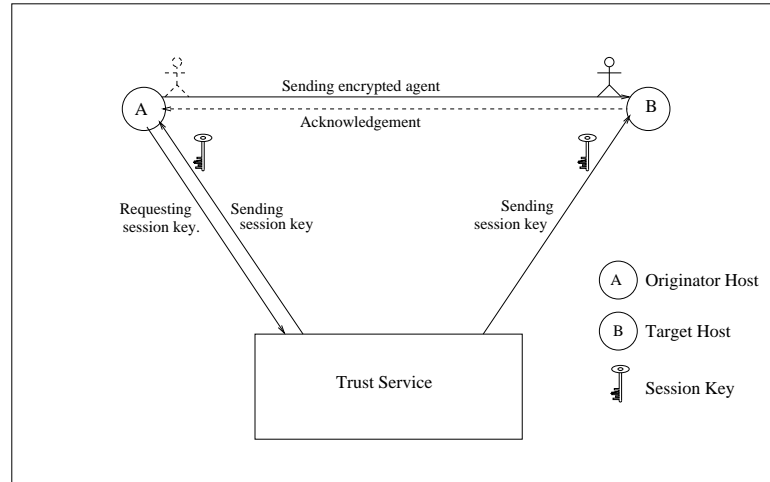 Sending encrypted agent
A
B
Acknowledgement
Requesting
session key.
Sending
session key
Sending
session key
A Originator Host
B Target Host
Trust Service
Session Key